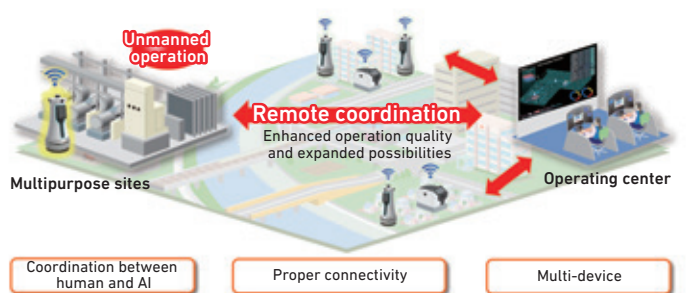 Unmanned
operation
Remote coordination
Enhanced operation quality
and expanded possibilities
Multipurpose sites
Operating center
Coordination between
human and AI
Proper connectivity
Multi-device